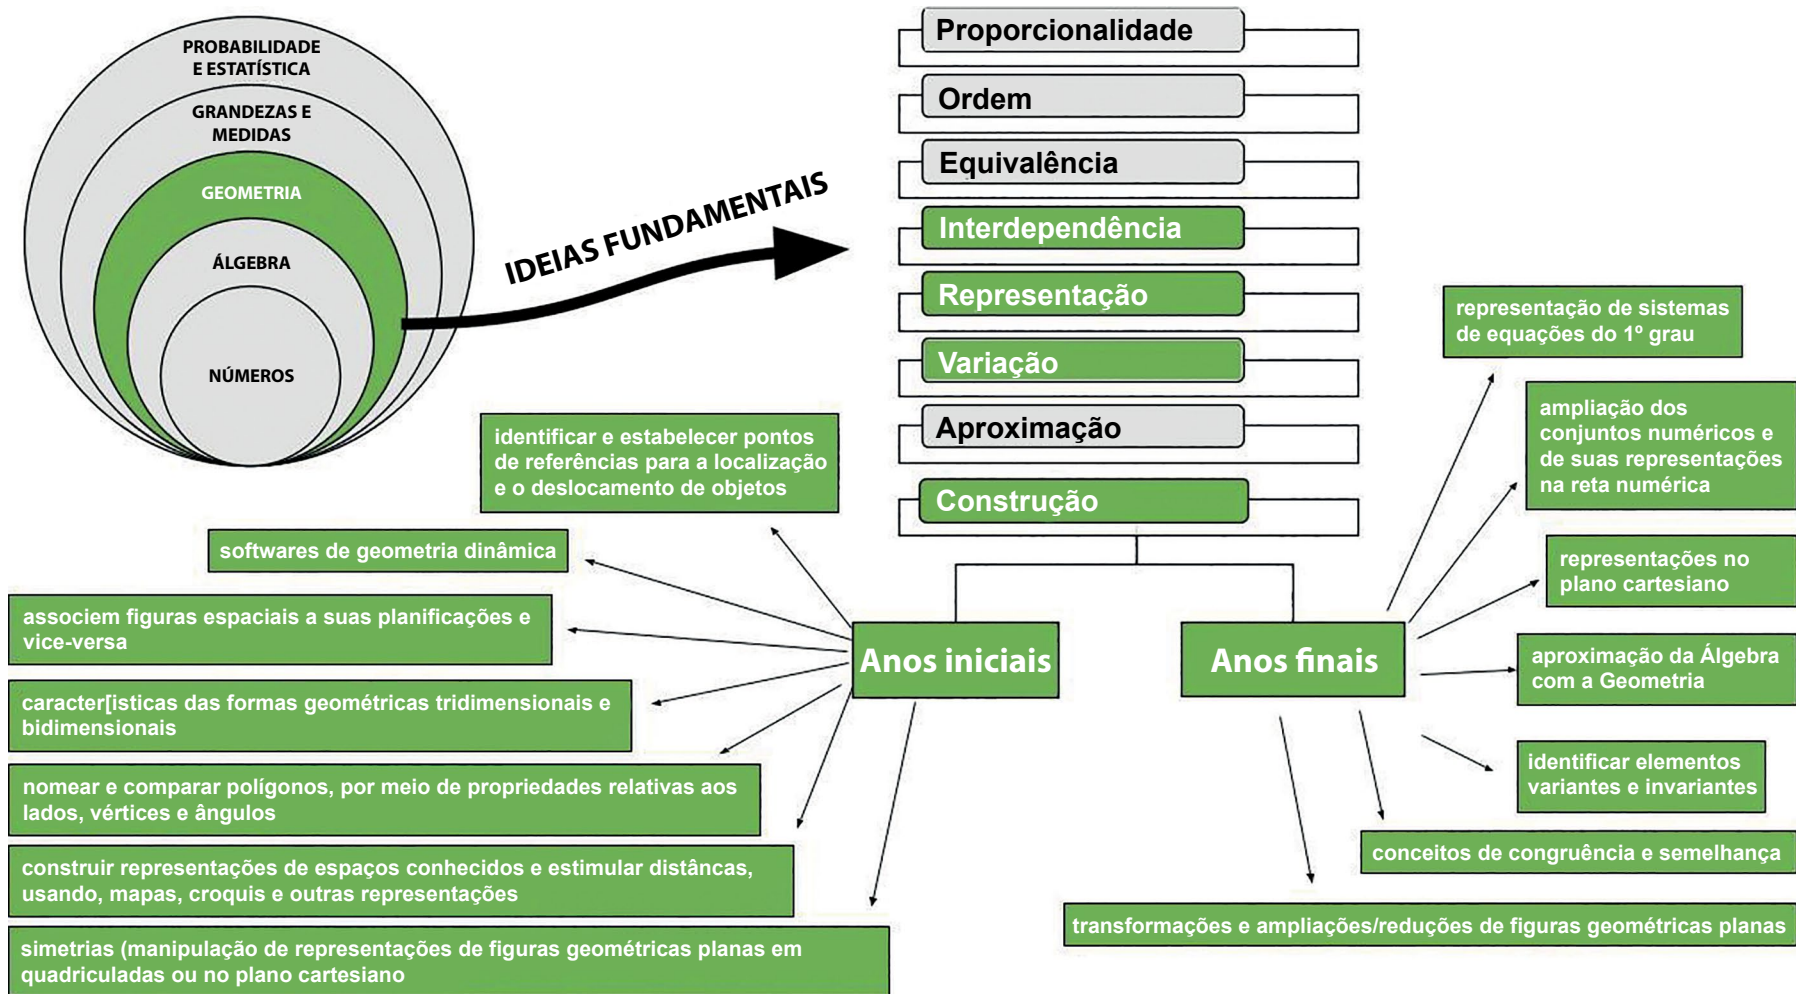 PROBABILIDADE
E ESTATÍSTICA
GRANDEZAS E
MEDIDAS
GEOMETRIA
ÁLGEBRA
NÚMEROS
IDEIAS FUNDAMENTAIS
Proporcionalidade
Ordem
Equivalência
Interdependência
Representação
Variação
Aproximação
Construção
Anos iniciais
identificar e estabelecer pontos
de referências para a localização
e o deslocamento de objetos
softwares de geometria dinâmica
associem figuras espaciais a suas planificações e
vice-versa
caracter[isticas das formas geométricas tridimensionais e
bidimensionais
nomear e comparar polígonos, por meio de propriedades relativas aos
lados, vértices e ângulos
construir representações de espaços conhecidos e estimular distâncas,
usando, mapas, croquis e outras representações
simetrias (manipulação de representações de figuras geométricas planas em
quadriculadas ou no plano cartesiano
Anos finais
representação de sistemas
de equações do 1º grau
ampliação dos
conjuntos numéricos e
de suas representações
na reta numérica
representações no
plano cartesiano
aproximação da Álgebra
com a Geometria
identificar elementos
variantes e invariantes
conceitos de congruência e semelhança
transformações e ampliações/reduções de figuras geométricas planas